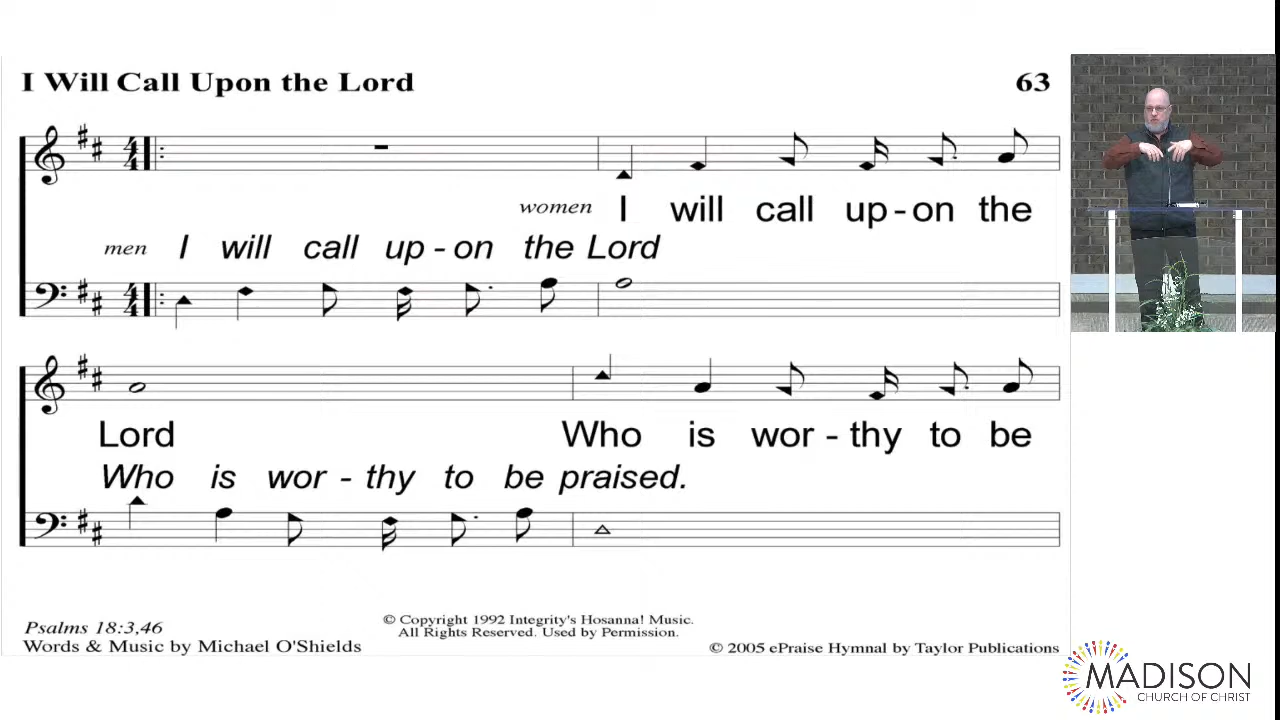 I Will Call Upon the Lord 63
women I will call up-on the
men I will call up-on the Lord
Lord Who is wor-thy to be
Who is wor-thy to be praised.
Psalms 18:3,46
Words & Music by Michael O'Shields
© Copyright 1992 Integrity's Hosanna! Music.
All Rights Reserved. Used by Permission.
© 2005 ePraise Hymnal by Taylor Publications
MADISON
CHURCH OF CHRIST